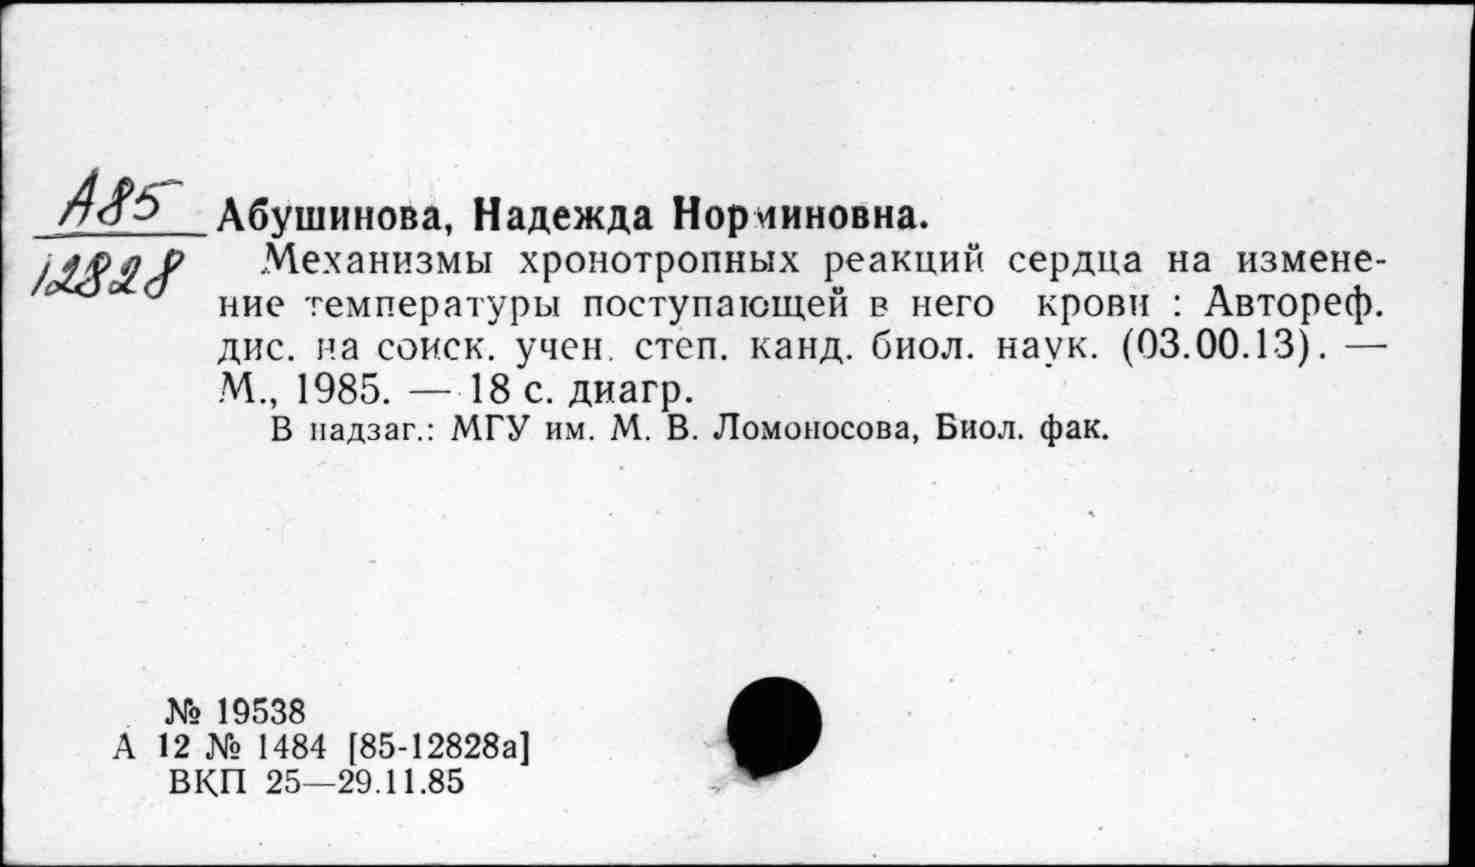 А85
12828
Абушинова, Надежда Норминовна.
Механизмы хронотропных реакций сердца на измене-
ние температуры поступающей в него крови : Автореф.
дис. на соиск. учен. степ. канд. биол. наук. (03.00.13). —
М., 1985. — 18 с. диагр.
В надзаг.: МГУ им. М. В. Ломоносова, Биол. фак.
№ 19538
А 12 № 1484 [85-12828а]
ВКП 25—29.11.85